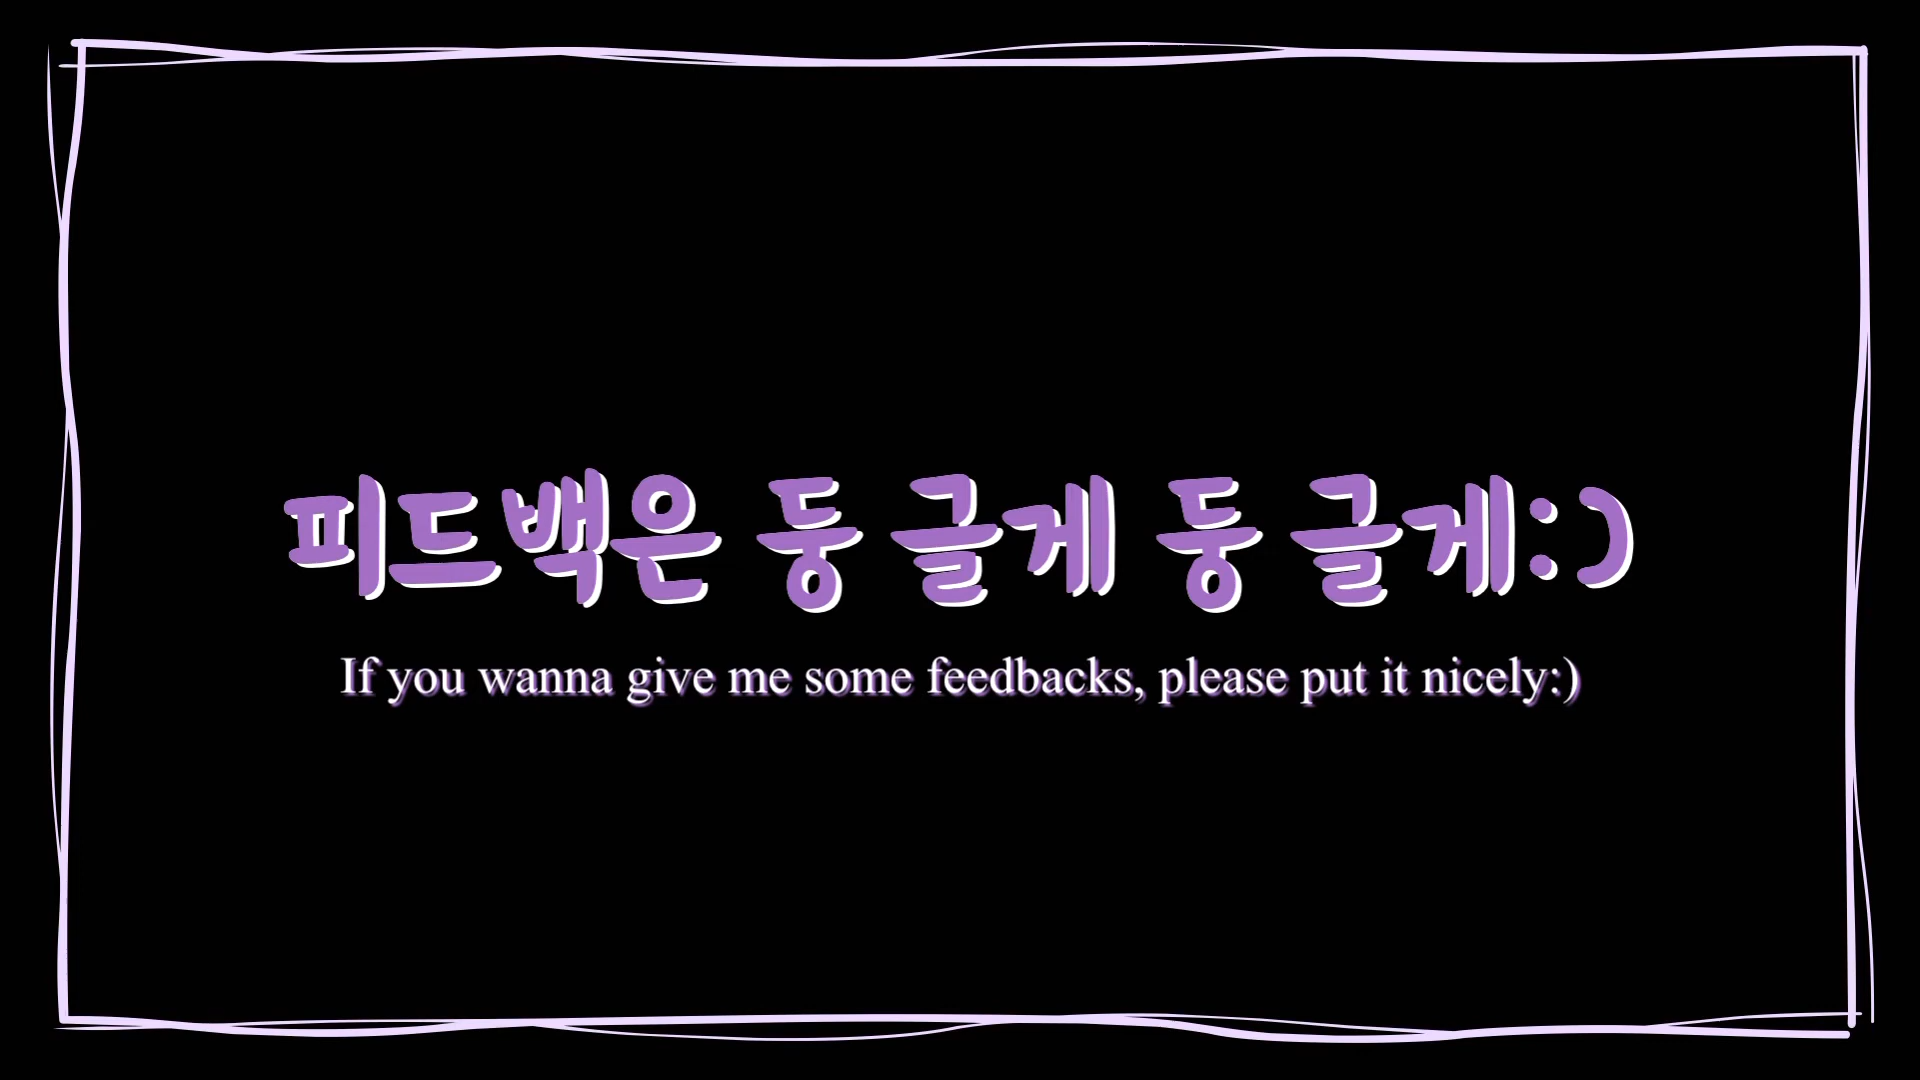 피드백은 둥글게 둥글게:)
If you wanna give me some feedbacks, please put it nicely:)